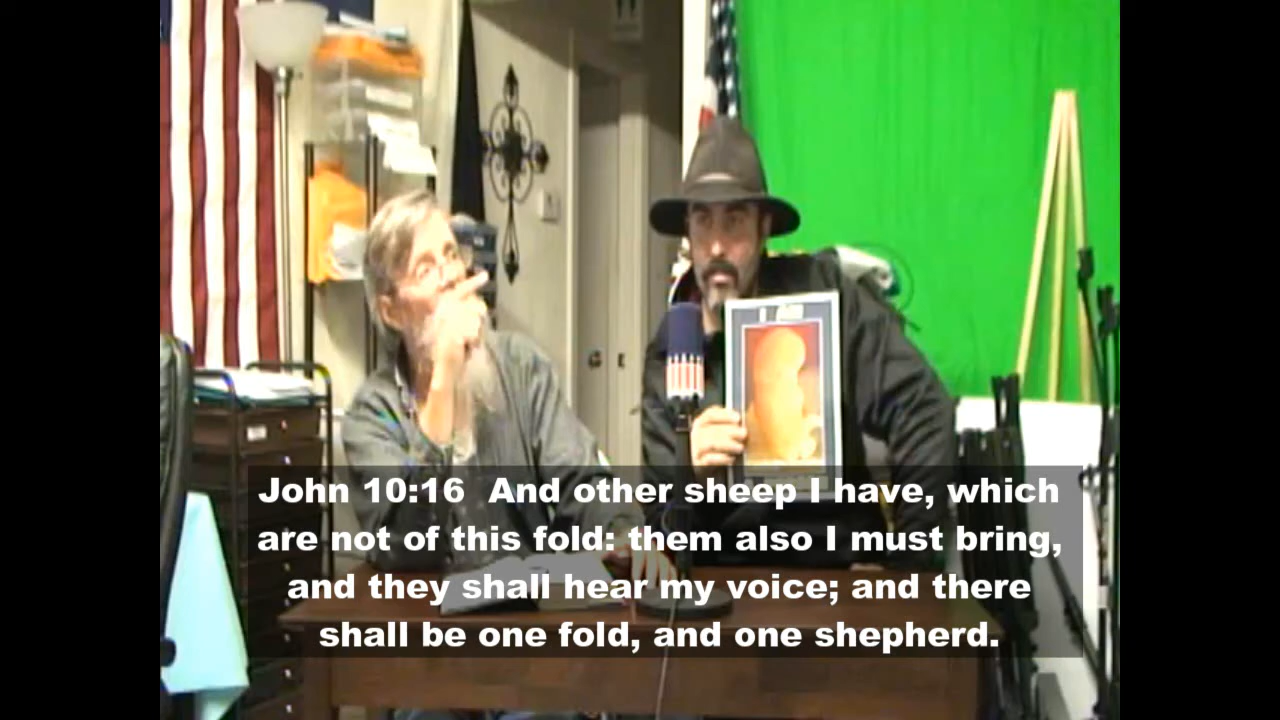 John 10:16 And other sheep I have, which
are not of this fold: them also I must bring,
and they shall hear my voice; and there
shall be one fold, and one shepherd.